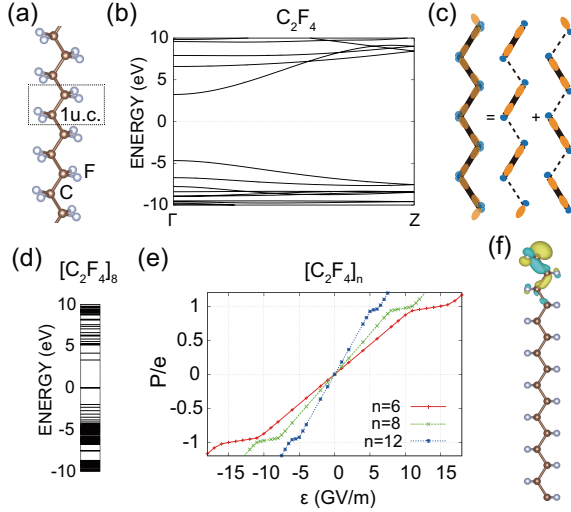 (a)
1u.c.
F
C
(b)
C₂F₄
ENERGY (eV)
10
5
0
-5
-10
Γ
Z
(c)
=
+
(d)
[C₂F₄]₈
ENERGY (eV)
10
5
0
-5
-10
(e)
[C₂F₄]ₙ
P/e
1
0.5
0
-0.5
-1
n=6
n=8
n=12
-15
-10
-5
0
5
10
15
ε (GV/m)
(f)